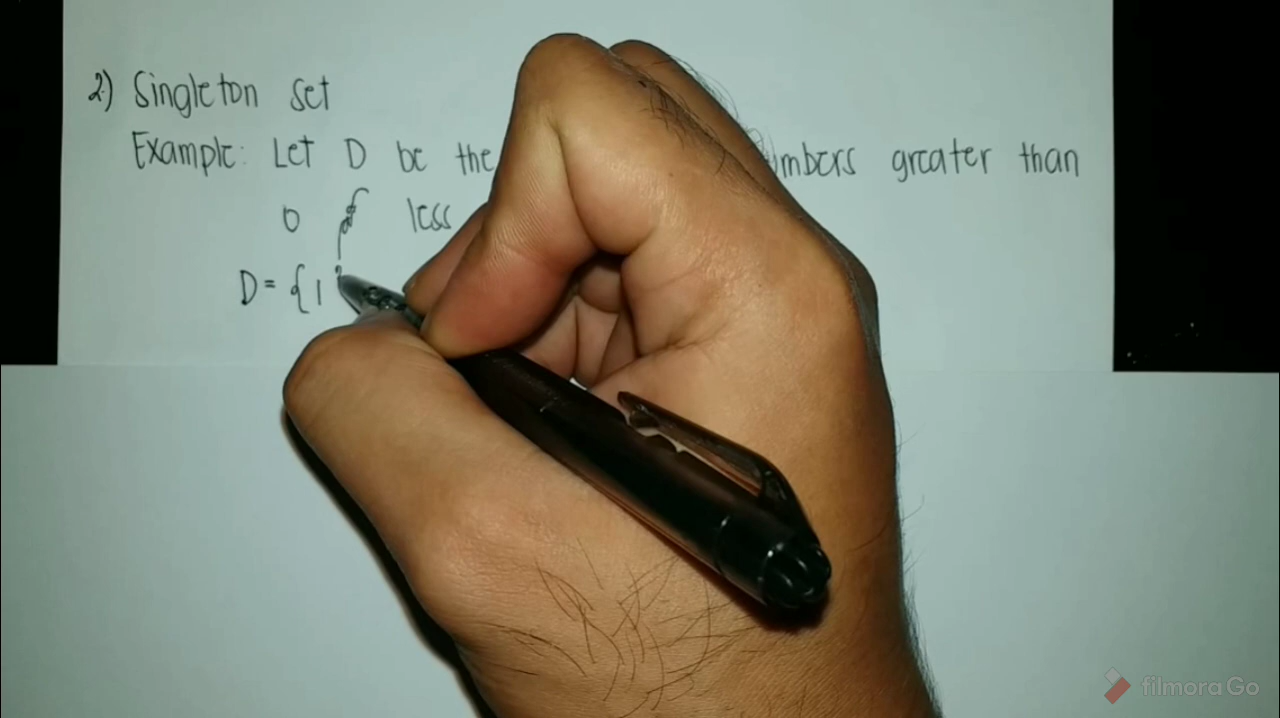 2.) Singleton set
Example: Let D be the umbers greater than
0 less
D = { 1
filmora Go